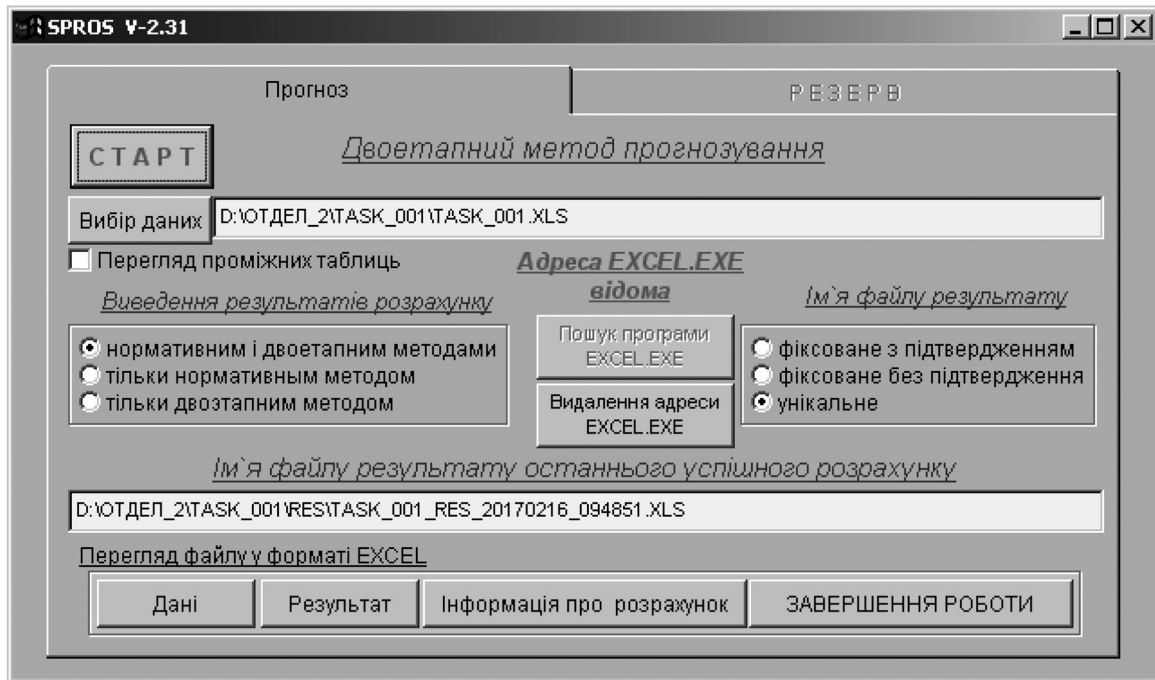 SPROS V-2.31
Прогноз
РЕЗЕРВ
СТАРТ
Двоетапний метод прогнозування
Вибір даних
D:\ОТДЕЛ_2\TASK_001\TASK_001.XLS
Перегляд проміжних таблиць
Адреса EXCEL.EXE
відома
Виведення результатів розрахунку
Ім`я файлу результату
нормативним і двоетапним методами
тільки нормативным методом
тільки двоэтапним методом
Пошук програми
EXCEL.EXE
Видалення адреси
EXCEL.EXE
фіксоване з підтвердженням
фіксоване без підтвердження
унікальне
Ім`я файлу результату останнього успішного розрахунку
D:\ОТДЕЛ_2\TASK_001\RES\TASK_001_RES_20170216_094851.XLS
Перегляд файлу у форматі EXCEL
Дані
Результат
Інформація про розрахунок
ЗАВЕРШЕННЯ РОБОТИ